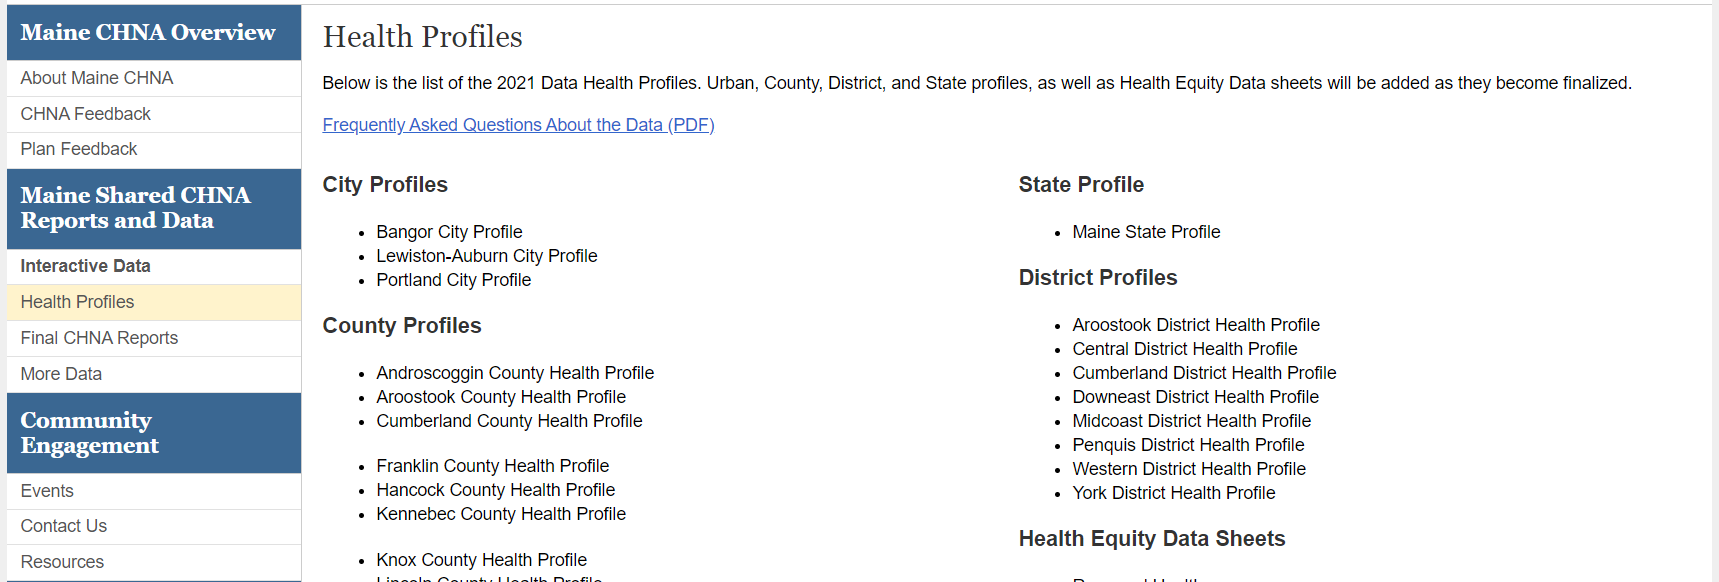 Maine CHNA Overview
About Maine CHNA
CHNA Feedback
Plan Feedback
Maine Shared CHNA
Reports and Data
Interactive Data
Health Profiles
Final CHNA Reports
More Data
Community
Engagement
Events
Contact Us
Resources
Health Profiles
Below is the list of the 2021 Data Health Profiles. Urban, County, District, and State profiles, as well as Health Equity Data sheets will be added as they become finalized.
Frequently Asked Questions About the Data (PDF)
City Profiles
Bangor City Profile
Lewiston-Auburn City Profile
Portland City Profile
County Profiles
Androscoggin County Health Profile
Aroostook County Health Profile
Cumberland County Health Profile
Franklin County Health Profile
Hancock County Health Profile
Kennebec County Health Profile
Knox County Health Profile
Lincoln County Health Profile
State Profile
Maine State Profile
District Profiles
Aroostook District Health Profile
Central District Health Profile
Cumberland District Health Profile
Downeast District Health Profile
Midcoast District Health Profile
Penquis District Health Profile
Western District Health Profile
York District Health Profile
Health Equity Data Sheets